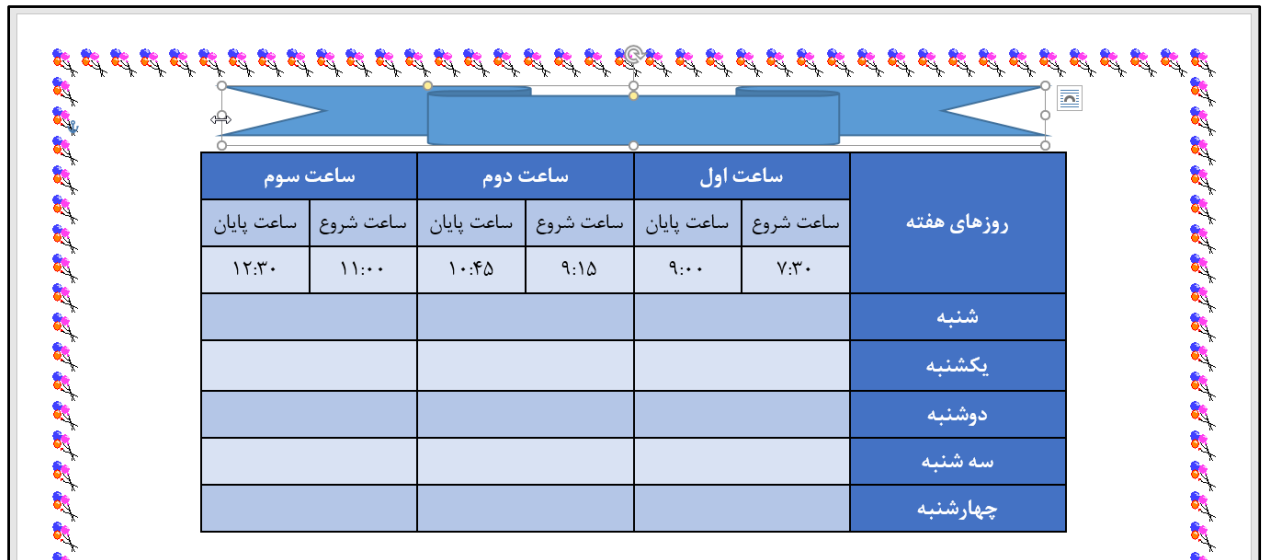 روزهای هفته ساعت اول ساعت دوم ساعت سوم
ساعت شروع ساعت پایان ساعت شروع ساعت پایان ساعت شروع ساعت پایان
۷:۳۰ ۹:۰۰ ۹:۱۵ ۱۰:۴۵ ۱۱:۰۰ ۱۲:۳۰
شنبه
یکشنبه
دوشنبه
سه شنبه
چهارشنبه